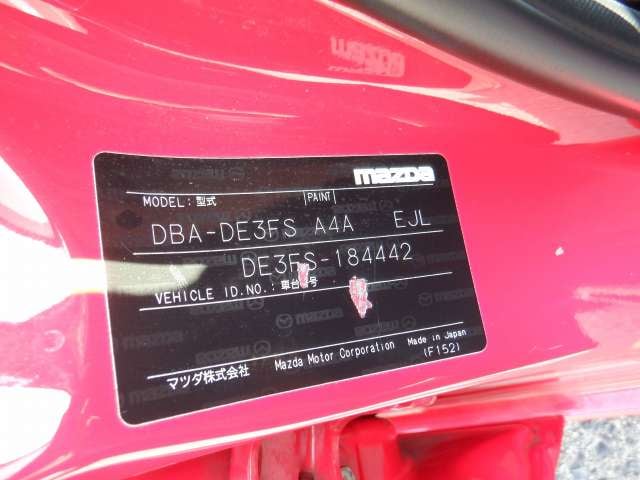 mazda
MODEL: 型式 PAINT
DBA-DE3FS A4A EJL
DE3FS-184442
VEHICLE ID.NO.: 車台 号
マツダ株式会社 Mazda Motor Corporation Made in Japan
(F152)